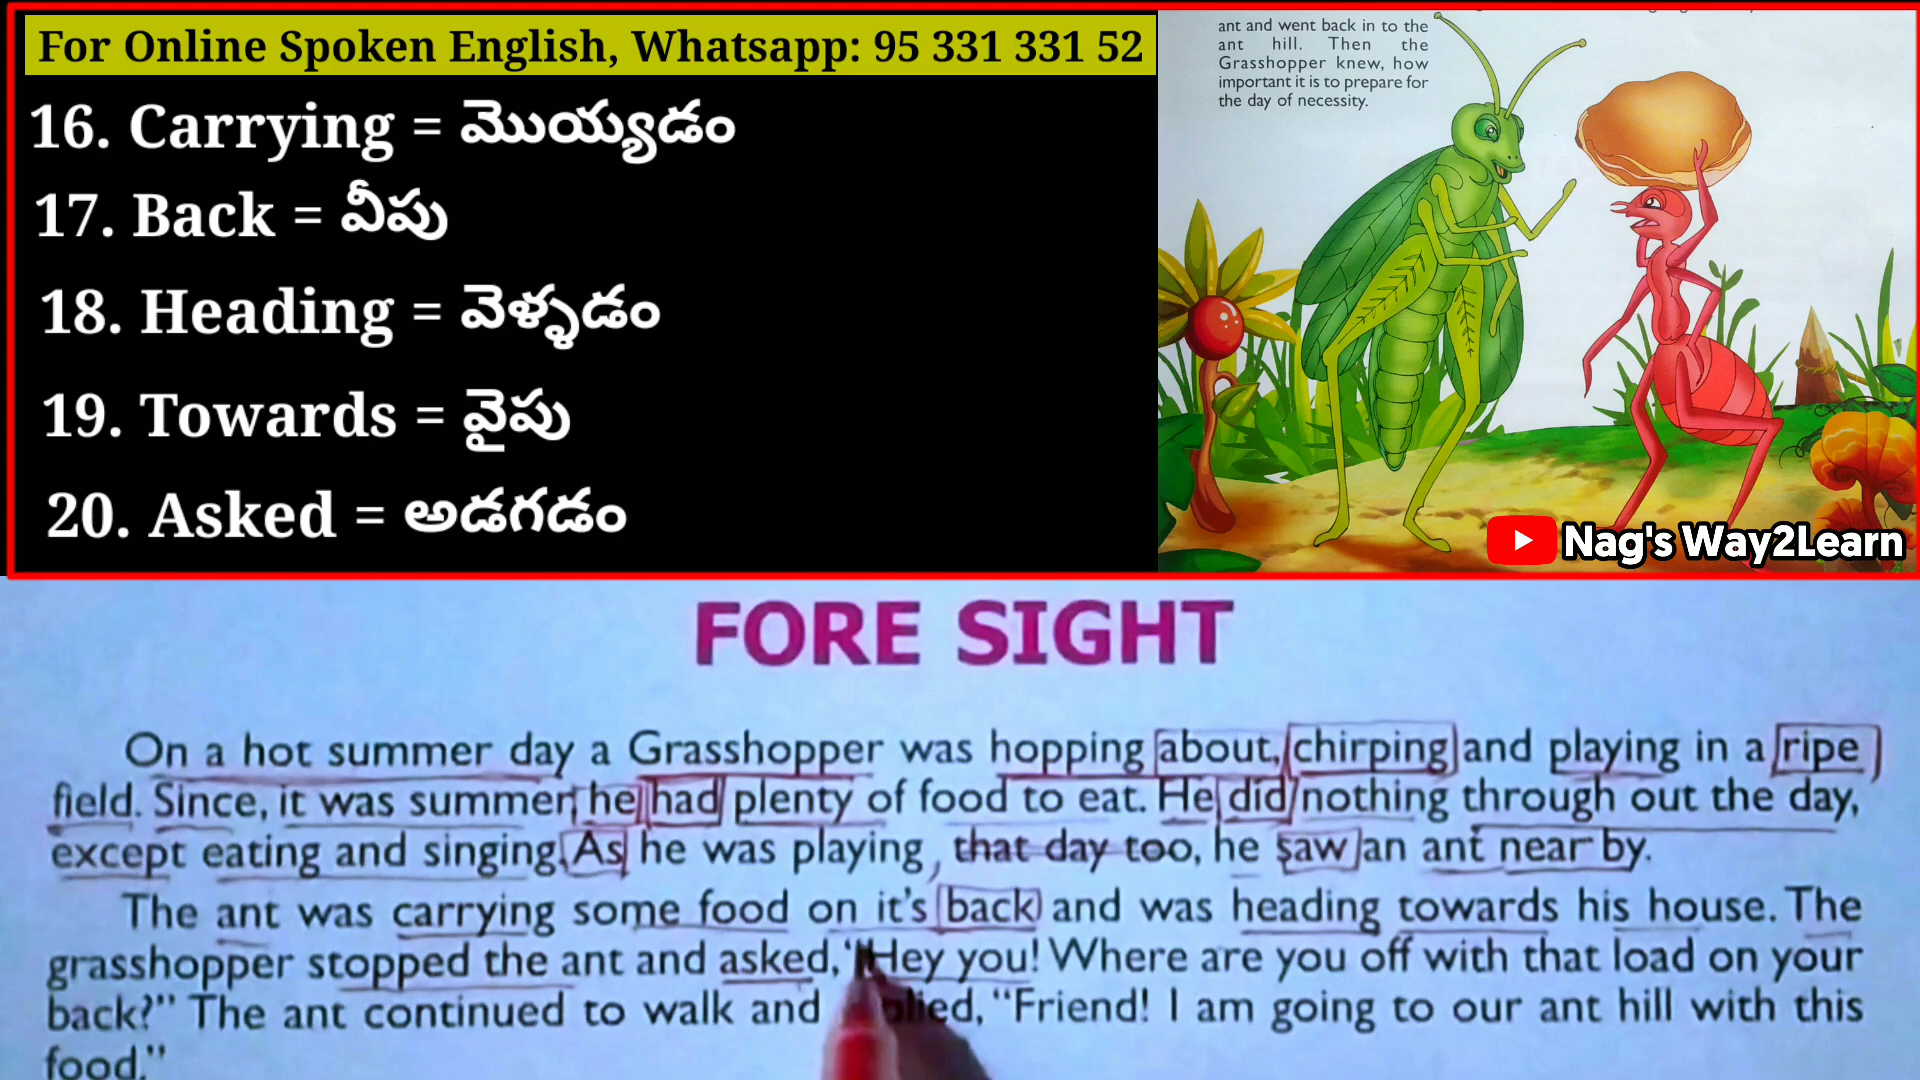 For Online Spoken English, Whatsapp: 95 331 331 52
16. Carrying = మొయ్యడం
17. Back = వీపు
18. Heading = వెళ్ళడం
19. Towards = వైపు
20. Asked = అడగడం
ant and went back in to the
ant hill. Then the
Grasshopper knew, how
important it is to prepare for
the day of necessity.
Nag's Way2Learn
FORE SIGHT
On a hot summer day a Grasshopper was hopping about, chirping and playing in a ripe
field. Since, it was summer, he had plenty of food to eat. He did nothing through out the day,
except eating and singing. As he was playing, that day too, he saw an ant near by.
The ant was carrying some food on it's back and was heading towards his house. The
grasshopper stopped the ant and asked, "Hey you! Where are you off with that load on your
back?" The ant continued to walk and "Friend! I am going to our ant hill with this
food."